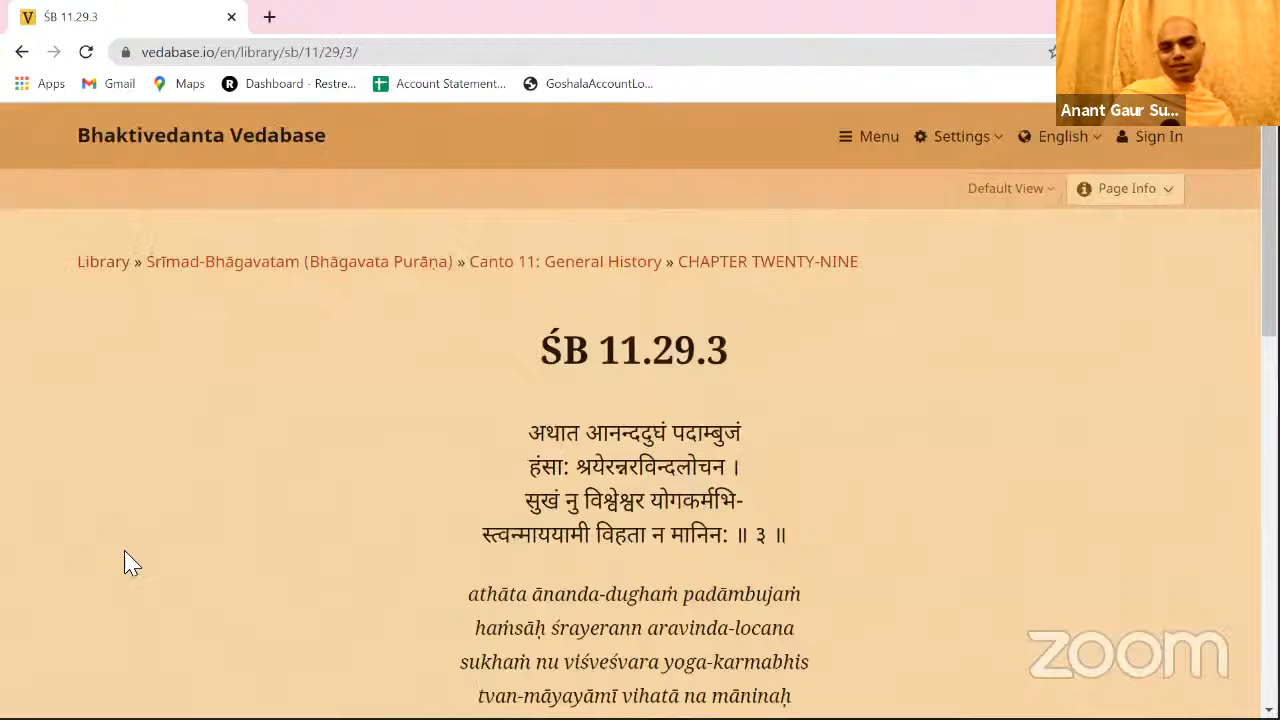 ŚB 11.29.3
vedabase.io/en/library/sb/11/29/3/
Apps Gmail Maps Dashboard - Restre... Account Statement... GoshalaAccountLo...
Anant Gaur Su...
Bhaktivedanta Vedabase
Menu Settings English Sign In
Default View Page Info
Library » Srīmad-Bhāgavatam (Bhāgavata Purāṇa) » Canto 11: General History » CHAPTER TWENTY-NINE
ŚB 11.29.3
अथात आनन्ददुघं पदाम्बुजं
हंसा: श्रयेरन्नरविन्दलोचन ।
सुखं नु विश्वेश्वर योगकर्मभि-
स्त्वन्माययामी विहता न मानिन: ॥ ३ ॥
athāta ānanda-dughaṁ padāmbujaṁ
haṁsāḥ śrayerann aravinda-locana
sukhaṁ nu viśveśvara yoga-karmabhis
tvan-māyayāmī vihatā na māninaḥ
zoom